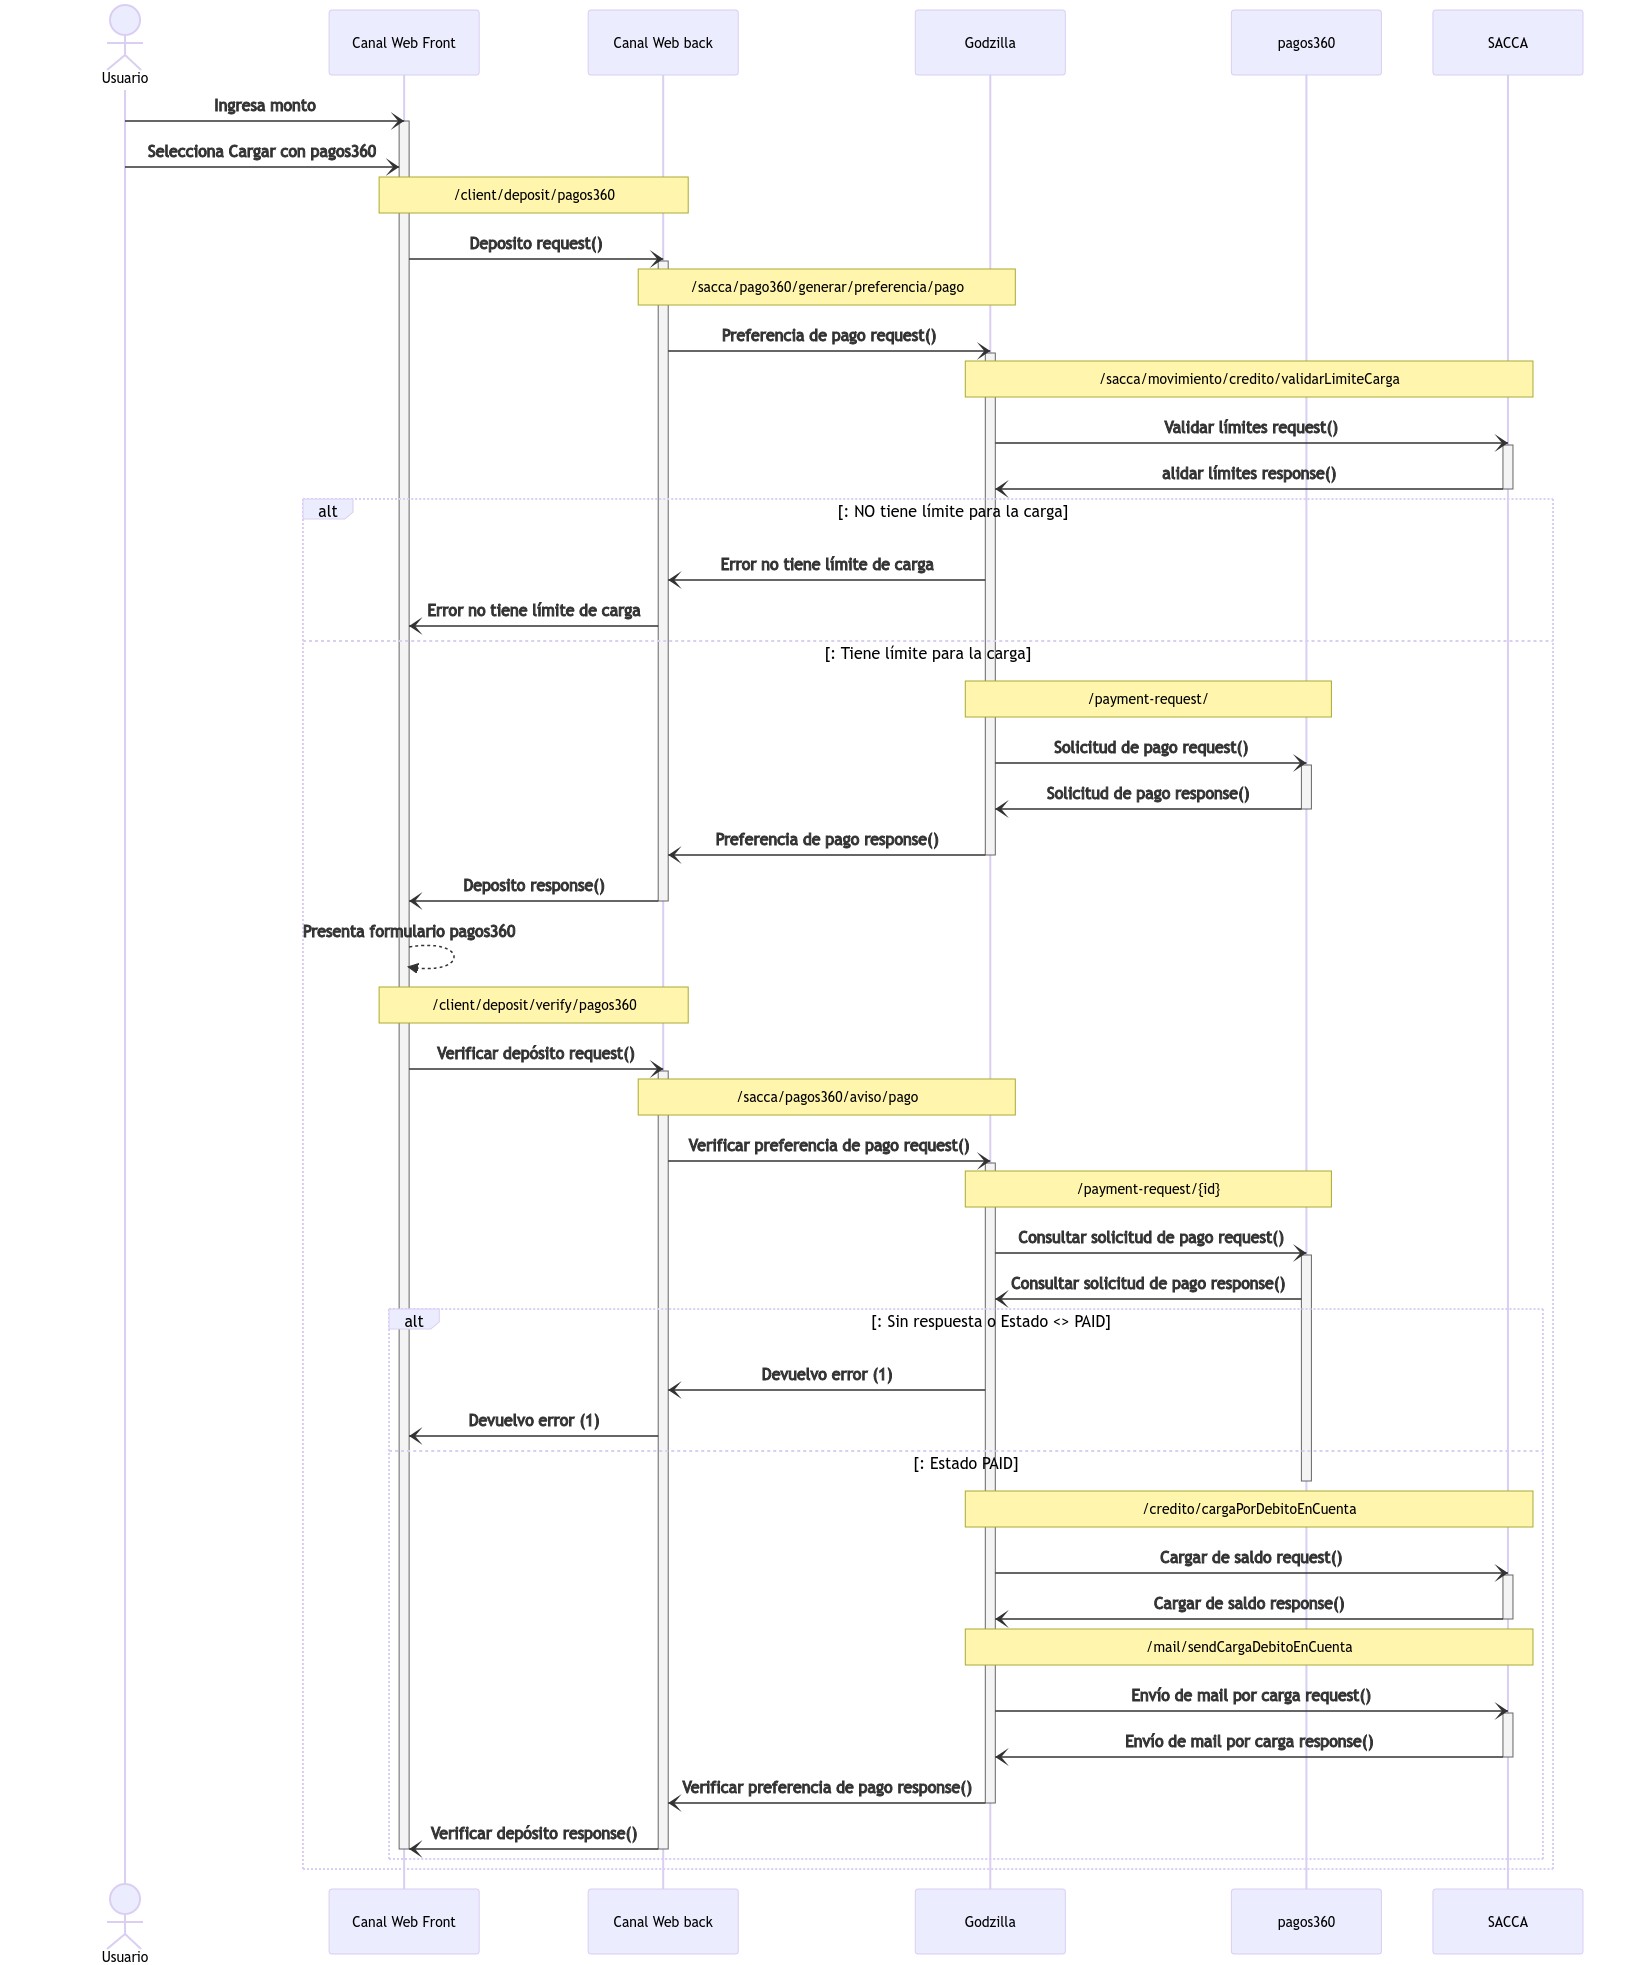 Usuario
Canal Web Front
Canal Web back
Godzilla
pagos360
SACCA
Ingresa monto
Selecciona Cargar con pagos360
/client/deposit/pagos360
Deposito request()
/sacca/pago360/generar/preferencia/pago
Preferencia de pago request()
/sacca/movimiento/credito/validarLimiteCarga
Validar límites request()
alidar límites response()
alt
[: NO tiene límite para la carga]
Error no tiene límite de carga
Error no tiene límite de carga
[: Tiene límite para la carga]
/payment-request/
Solicitud de pago request()
Solicitud de pago response()
Preferencia de pago response()
Deposito response()
Presenta formulario pagos360
/client/deposit/verify/pagos360
Verificar depósito request()
/sacca/pagos360/aviso/pago
Verificar preferencia de pago request()
/payment-request/{id}
Consultar solicitud de pago request()
Consultar solicitud de pago response()
alt
[: Sin respuesta o Estado <> PAID]
Devuelvo error (1)
Devuelvo error (1)
[: Estado PAID]
/credito/cargaPorDebitoEnCuenta
Cargar de saldo request()
Cargar de saldo response()
/mail/sendCargaDebitoEnCuenta
Envío de mail por carga request()
Envío de mail por carga response()
Verificar preferencia de pago response()
Verificar depósito response()
Usuario
Canal Web Front
Canal Web back
Godzilla
pagos360
SACCA